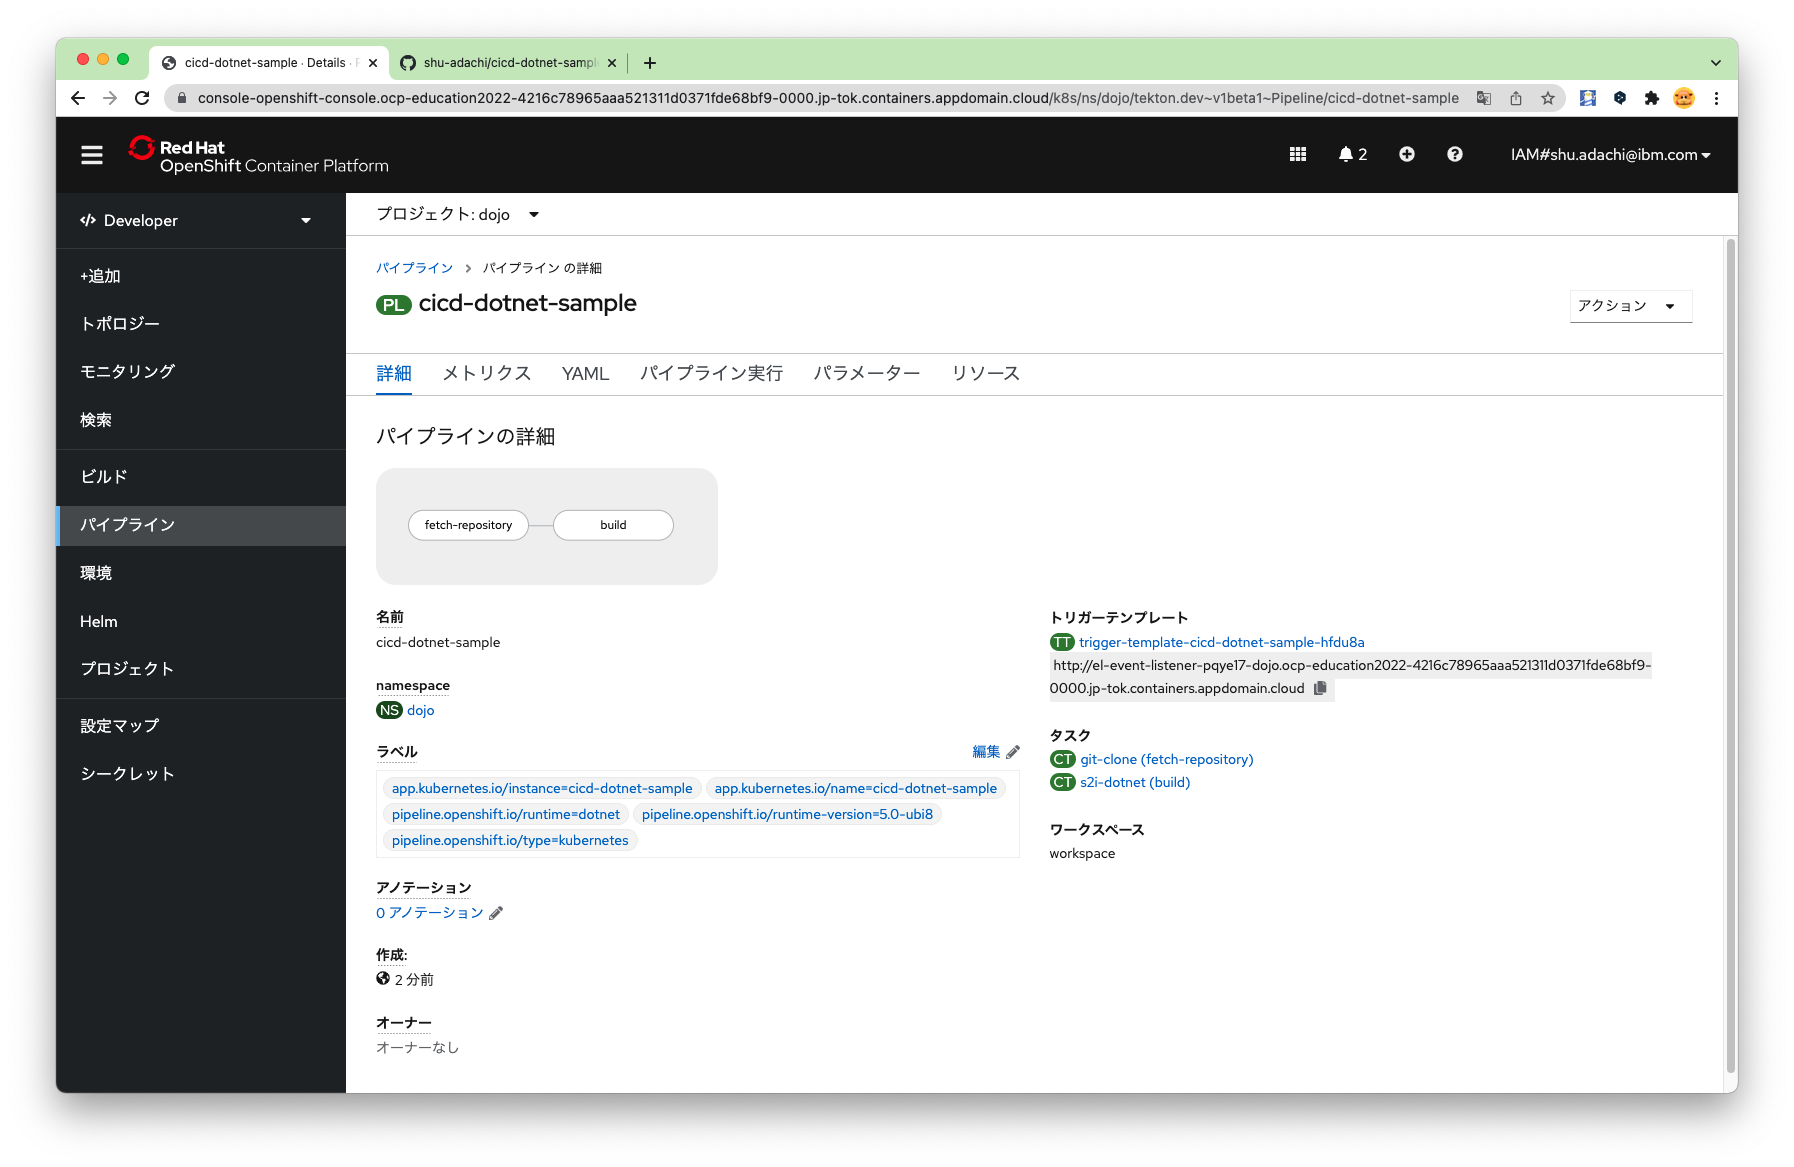 cicd-dotnet-sample · Details ·
shu-adachi/cicd-dotnet-sampl
console-openshift-console.ocp-education2022-4216c78965aaa521311d0371fde68bf9-0000.jp-tok.containers.appdomain.cloud/k8s/ns/dojo/tekton.dev~v1beta1~Pipeline/cicd-dotnet-sample
Red Hat
OpenShift Container Platform
2
IAM#shu.adachi@ibm.com
Developer
+追加
トポロジー
モニタリング
検索
ビルド
パイプライン
環境
Helm
プロジェクト
設定マップ
シークレット
プロジェクト: dojo
パイプライン > パイプライン の詳細
PL cicd-dotnet-sample
アクション
詳細 メトリクス YAML パイプライン実行 パラメーター リソース
パイプラインの詳細
fetch-repository build
名前
cicd-dotnet-sample
namespace
NS dojo
ラベル 編集
app.kubernetes.io/instance=cicd-dotnet-sample app.kubernetes.io/name=cicd-dotnet-sample
pipeline.openshift.io/runtime=dotnet pipeline.openshift.io/runtime-version=5.0-ubi8
pipeline.openshift.io/type=kubernetes
アノテーション
0 アノテーション
作成:
2 分前
オーナー
オーナーなし
トリガーテンプレート
TT trigger-template-cicd-dotnet-sample-hfdu8a
http://el-event-listener-pqye17-dojo.ocp-education2022-4216c78965aaa521311d0371fde68bf9-
0000.jp-tok.containers.appdomain.cloud
タスク
CT git-clone (fetch-repository)
CT s2i-dotnet (build)
ワークスペース
workspace